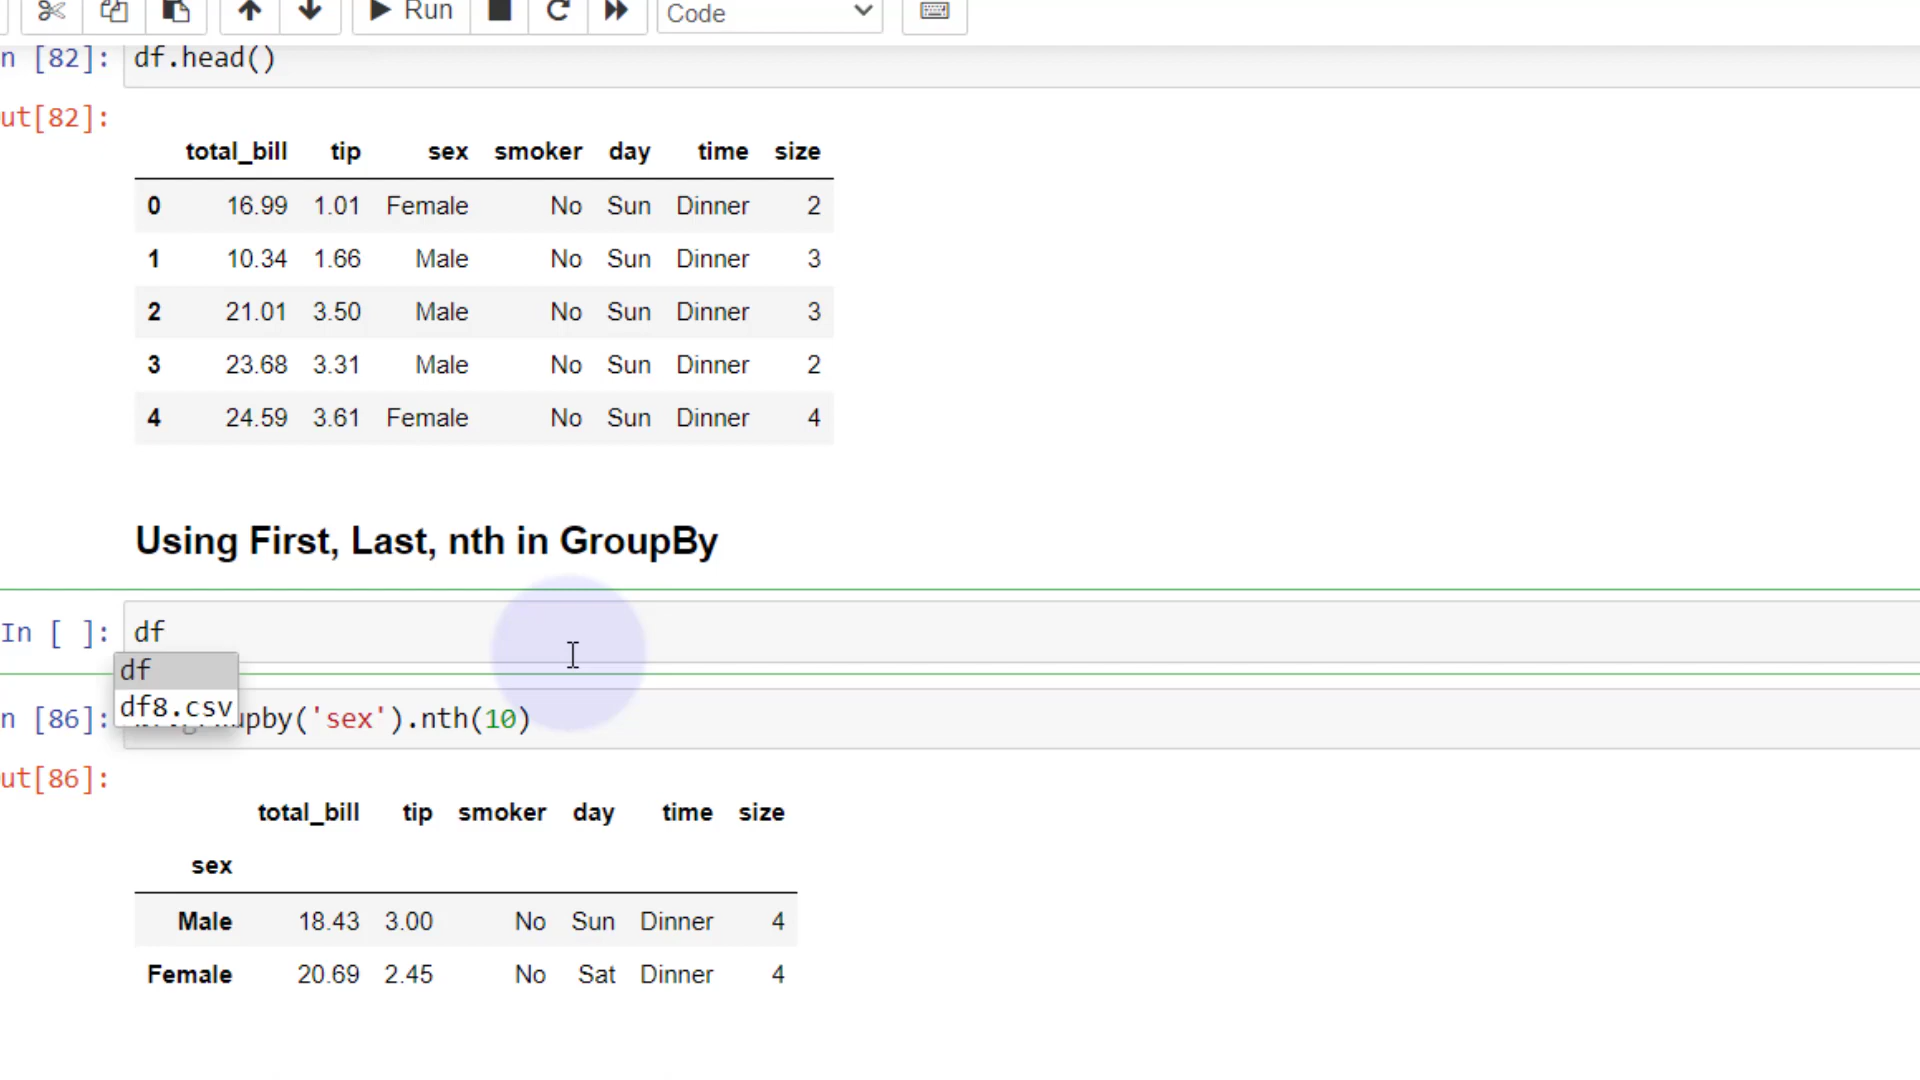 Run
Code
n [82]: df.head()
ut[82]:
total_bill tip sex smoker day time size
0 16.99 1.01 Female No Sun Dinner 2
1 10.34 1.66 Male No Sun Dinner 3
2 21.01 3.50 Male No Sun Dinner 3
3 23.68 3.31 Male No Sun Dinner 2
4 24.59 3.61 Female No Sun Dinner 4
Using First, Last, nth in GroupBy
In [ ]: df
df
df8.csv
n [86]: upby('sex').nth(10)
ut[86]:
total_bill tip smoker day time size
sex
Male 18.43 3.00 No Sun Dinner 4
Female 20.69 2.45 No Sat Dinner 4